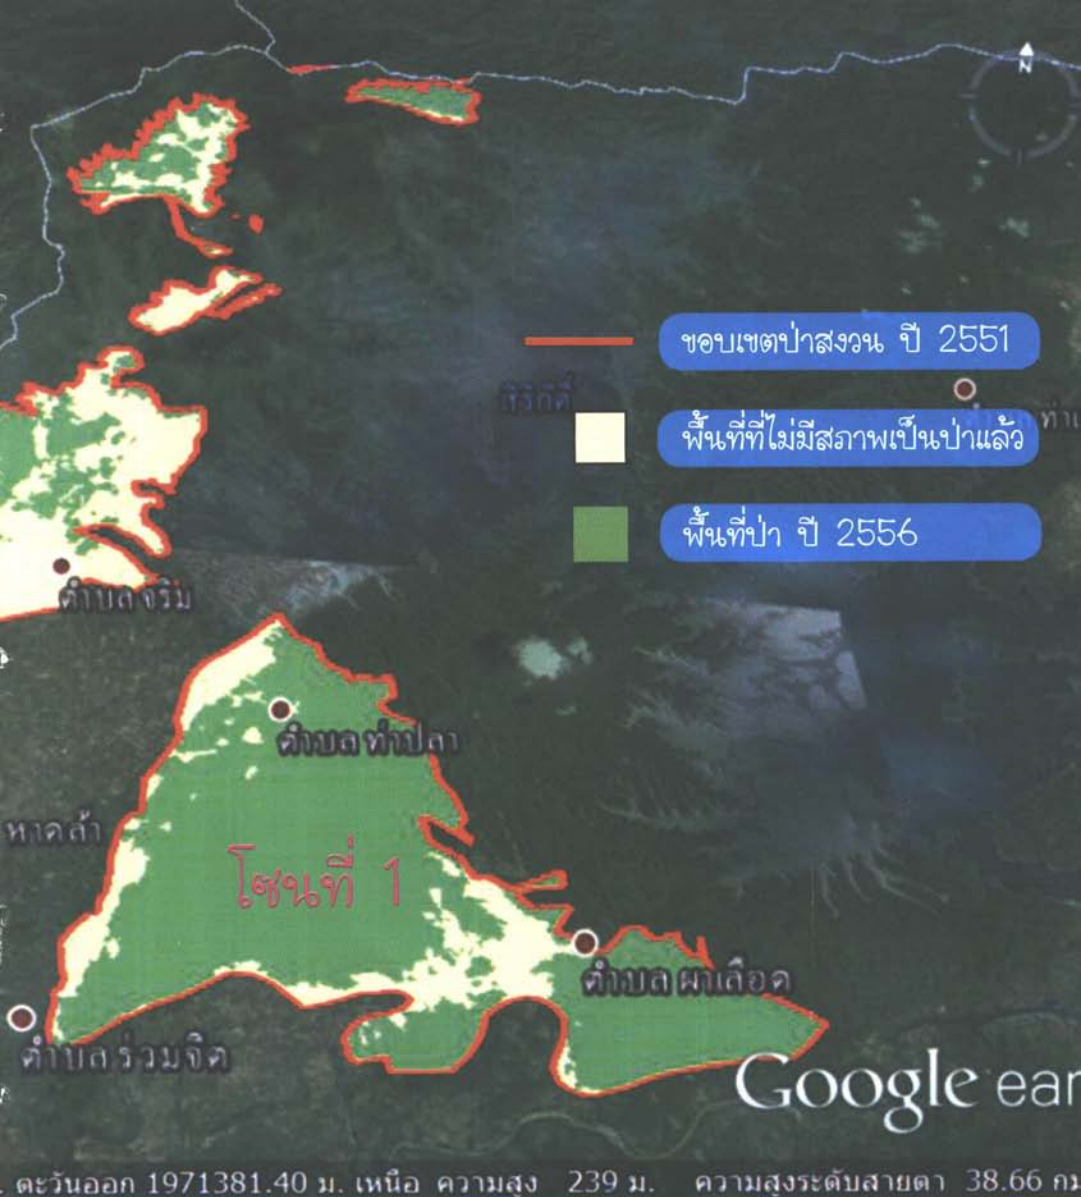 N
ขอบเขตป่าสงวน ปี 2551
สิริกิติ์
พื้นที่ที่ไม่มีสภาพเป็นป่าแล้ว
พื้นที่ป่า ปี 2556
ตำบล จริม
ตำบล ท่าปลา
หาดล้า
โซนที่ 1
ตำบล ผาเลือด
ตำบล ร่วมจิต
Google ear
. ตะวันออก 1971381.40 ม. เหนือ ความสูง 239 ม. ความสูงระดับสายตา 38.66 กม